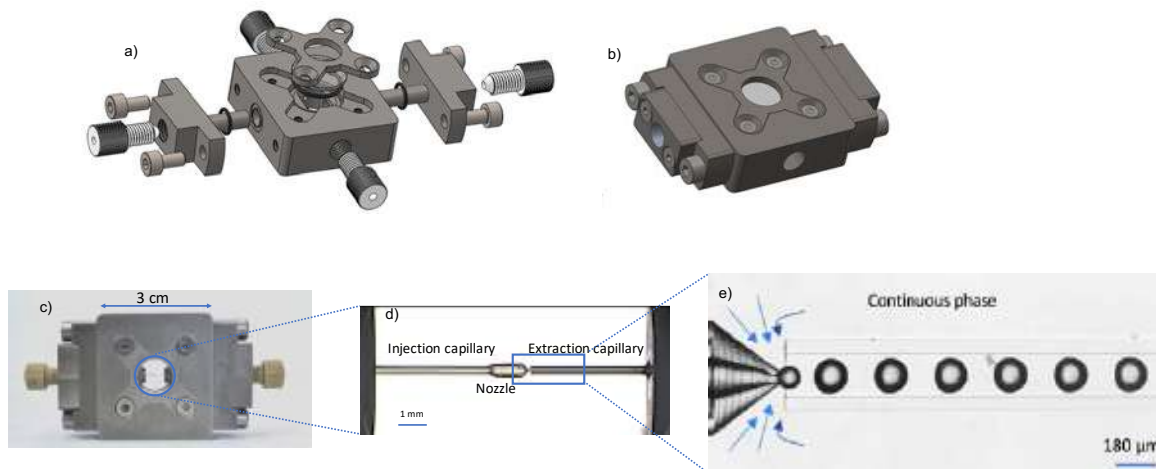 a)
b)
c)
3 cm
d)
Injection capillary
Extraction capillary
Nozzle
1 mm
e)
Continuous phase
180 μm